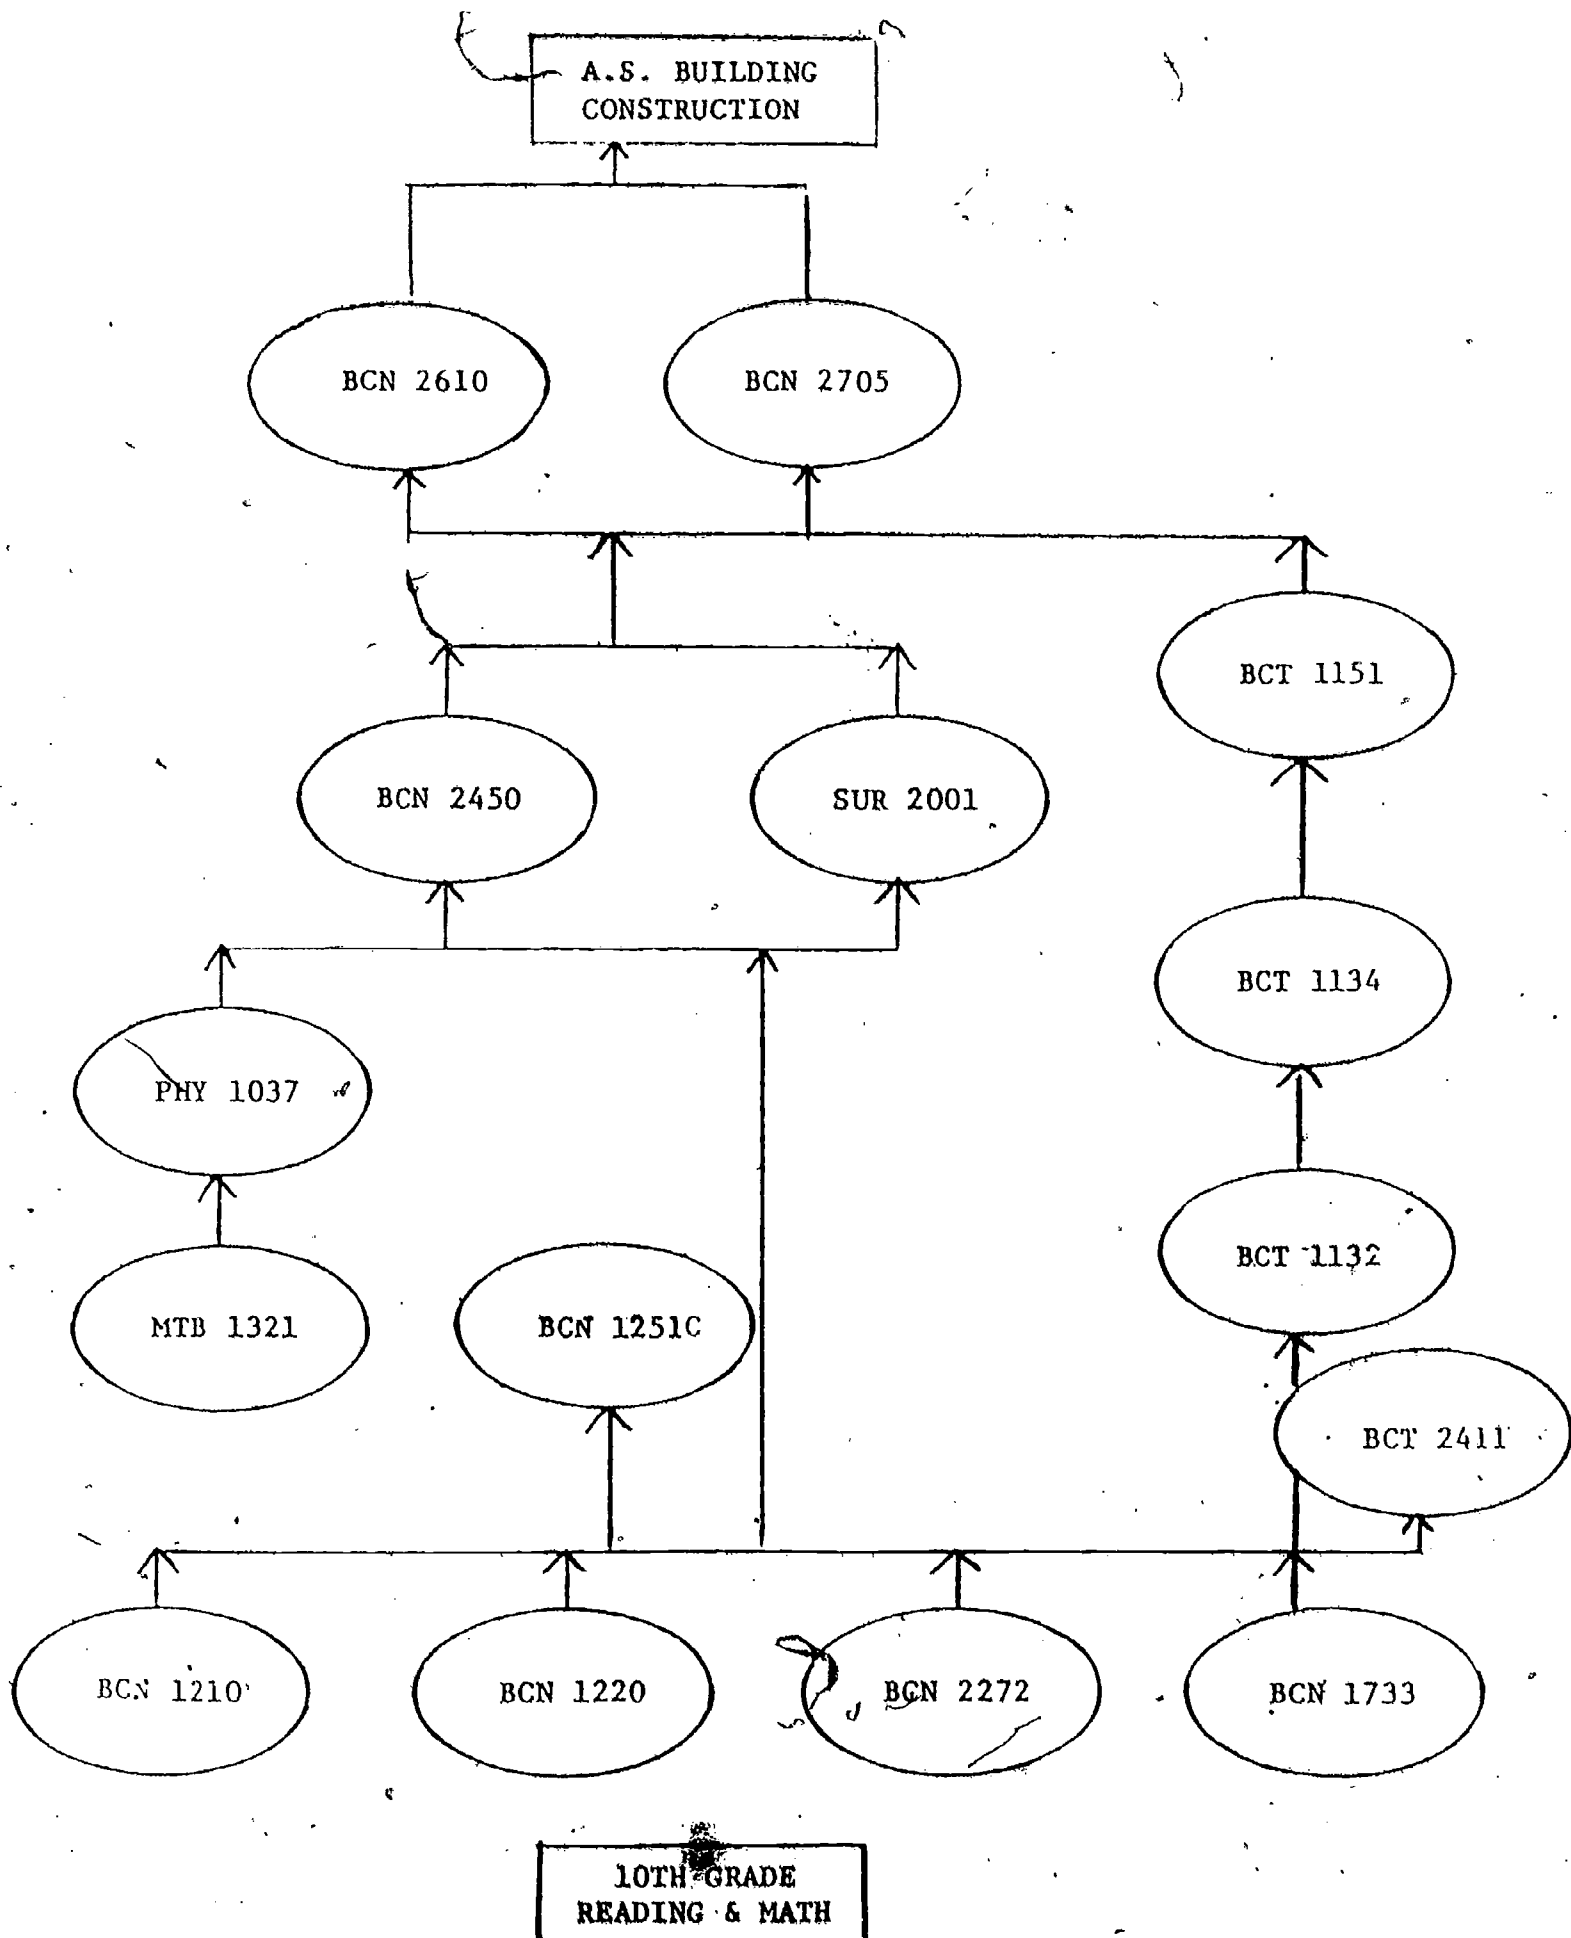 A.S. BUILDING
CONSTRUCTION
BCN 2610
BCN 2705
BCT 1151
BCN 2450
SUR 2001
BCT 1134
PHY 1037
BCT 1132
MTB 1321
BCN 1251C
BCT 2411
BCN 1210
BCN 1220
BCN 2272
BCN 1733
10TH GRADE
READING & MATH